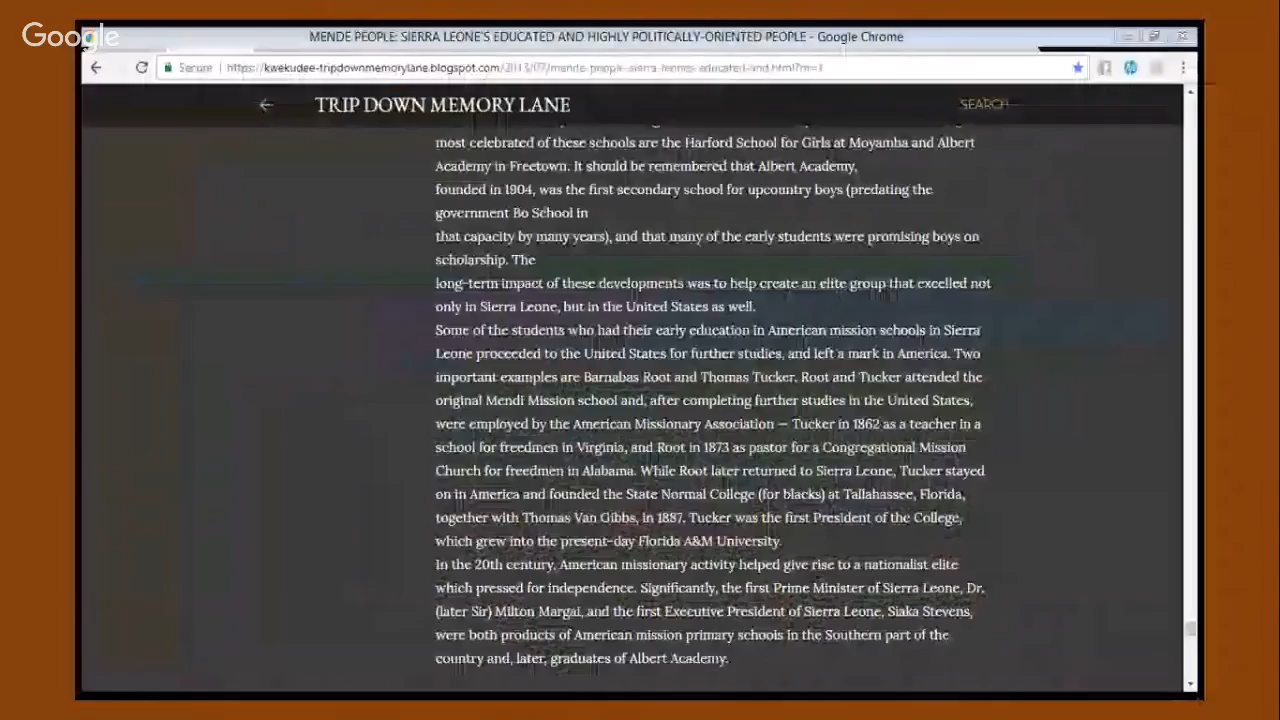 Google
MENDE PEOPLE: SIERRA LEONE'S EDUCATED AND HIGHLY POLITICALLY-ORIENTED PEOPLE - Google Chrome
Secure https://kwekudee-tripdownmemorylane.blogspot.com/2013/07/mende-people-sierra-leones-educated-and.html?m=1
TRIP DOWN MEMORY LANE
SEARCH
most celebrated of these schools are the Harford School for Girls at Moyamba and Albert
Academy in Freetown. It should be remembered that Albert Academy,
founded in 1904, was the first secondary school for upcountry boys (predating the
government Bo School in
that capacity by many years), and that many of the early students were promising boys on
scholarship. The
long-term impact of these developments was to help create an elite group that excelled not
only in Sierra Leone, but in the United States as well.
Some of the students who had their early education in American mission schools in Sierra
Leone proceeded to the United States for further studies, and left a mark in America. Two
important examples are Barnabas Root and Thomas Tucker. Root and Tucker attended the
original Mendi Mission school and, after completing further studies in the United States,
were employed by the American Missionary Association — Tucker in 1862 as a teacher in a
school for freedmen in Virginia, and Root in 1873 as pastor for a Congregational Mission
Church for freedmen in Alabama. While Root later returned to Sierra Leone, Tucker stayed
on in America and founded the State Normal College (for blacks) at Tallahassee, Florida,
together with Thomas Van Gibbs, in 1887. Tucker was the first President of the College,
which grew into the present-day Florida A&M University.
In the 20th century, American missionary activity helped give rise to a nationalist elite
which pressed for independence. Significantly, the first Prime Minister of Sierra Leone, Dr.
(later Sir) Milton Margai, and the first Executive President of Sierra Leone, Siaka Stevens,
were both products of American mission primary schools in the Southern part of the
country and, later, graduates of Albert Academy.